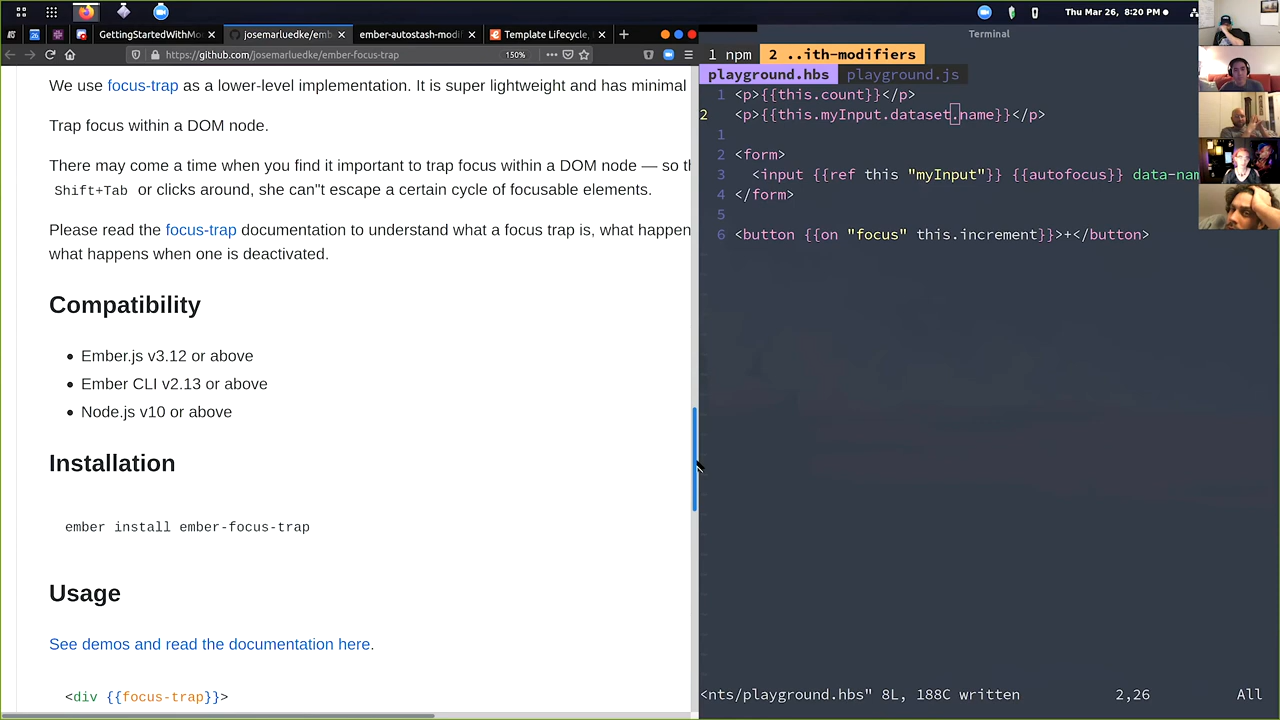 Thu Mar 26, 8:20 PM
GettingStartedWithMo
josemarluedke/emb
ember-autostash-modif
Template Lifecycle,
https://github.com/josemarluedke/ember-focus-trap
150%
We use focus-trap as a lower-level implementation. It is super lightweight and has minimal
Trap focus within a DOM node.
There may come a time when you find it important to trap focus within a DOM node — so th
Shift+Tab or clicks around, she can"t escape a certain cycle of focusable elements.
Please read the focus-trap documentation to understand what a focus trap is, what happen
what happens when one is deactivated.
Compatibility
Ember.js v3.12 or above
Ember CLI v2.13 or above
Node.js v10 or above
Installation
ember install ember-focus-trap
Usage
See demos and read the documentation here.
<div {{focus-trap}}>
Terminal
1 npm 2 ..ith-modifiers
playground.hbs playground.js
1 <p>{{this.count}}</p>
2 <p>{{this.myInput.dataset.name}}</p>
1
2 <form>
3 <input {{ref this "myInput"}} {{autofocus}} data-nam
4 </form>
5
6 <button {{on "focus" this.increment}}>+</button>
<nts/playground.hbs" 8L, 188C written 2,26 All